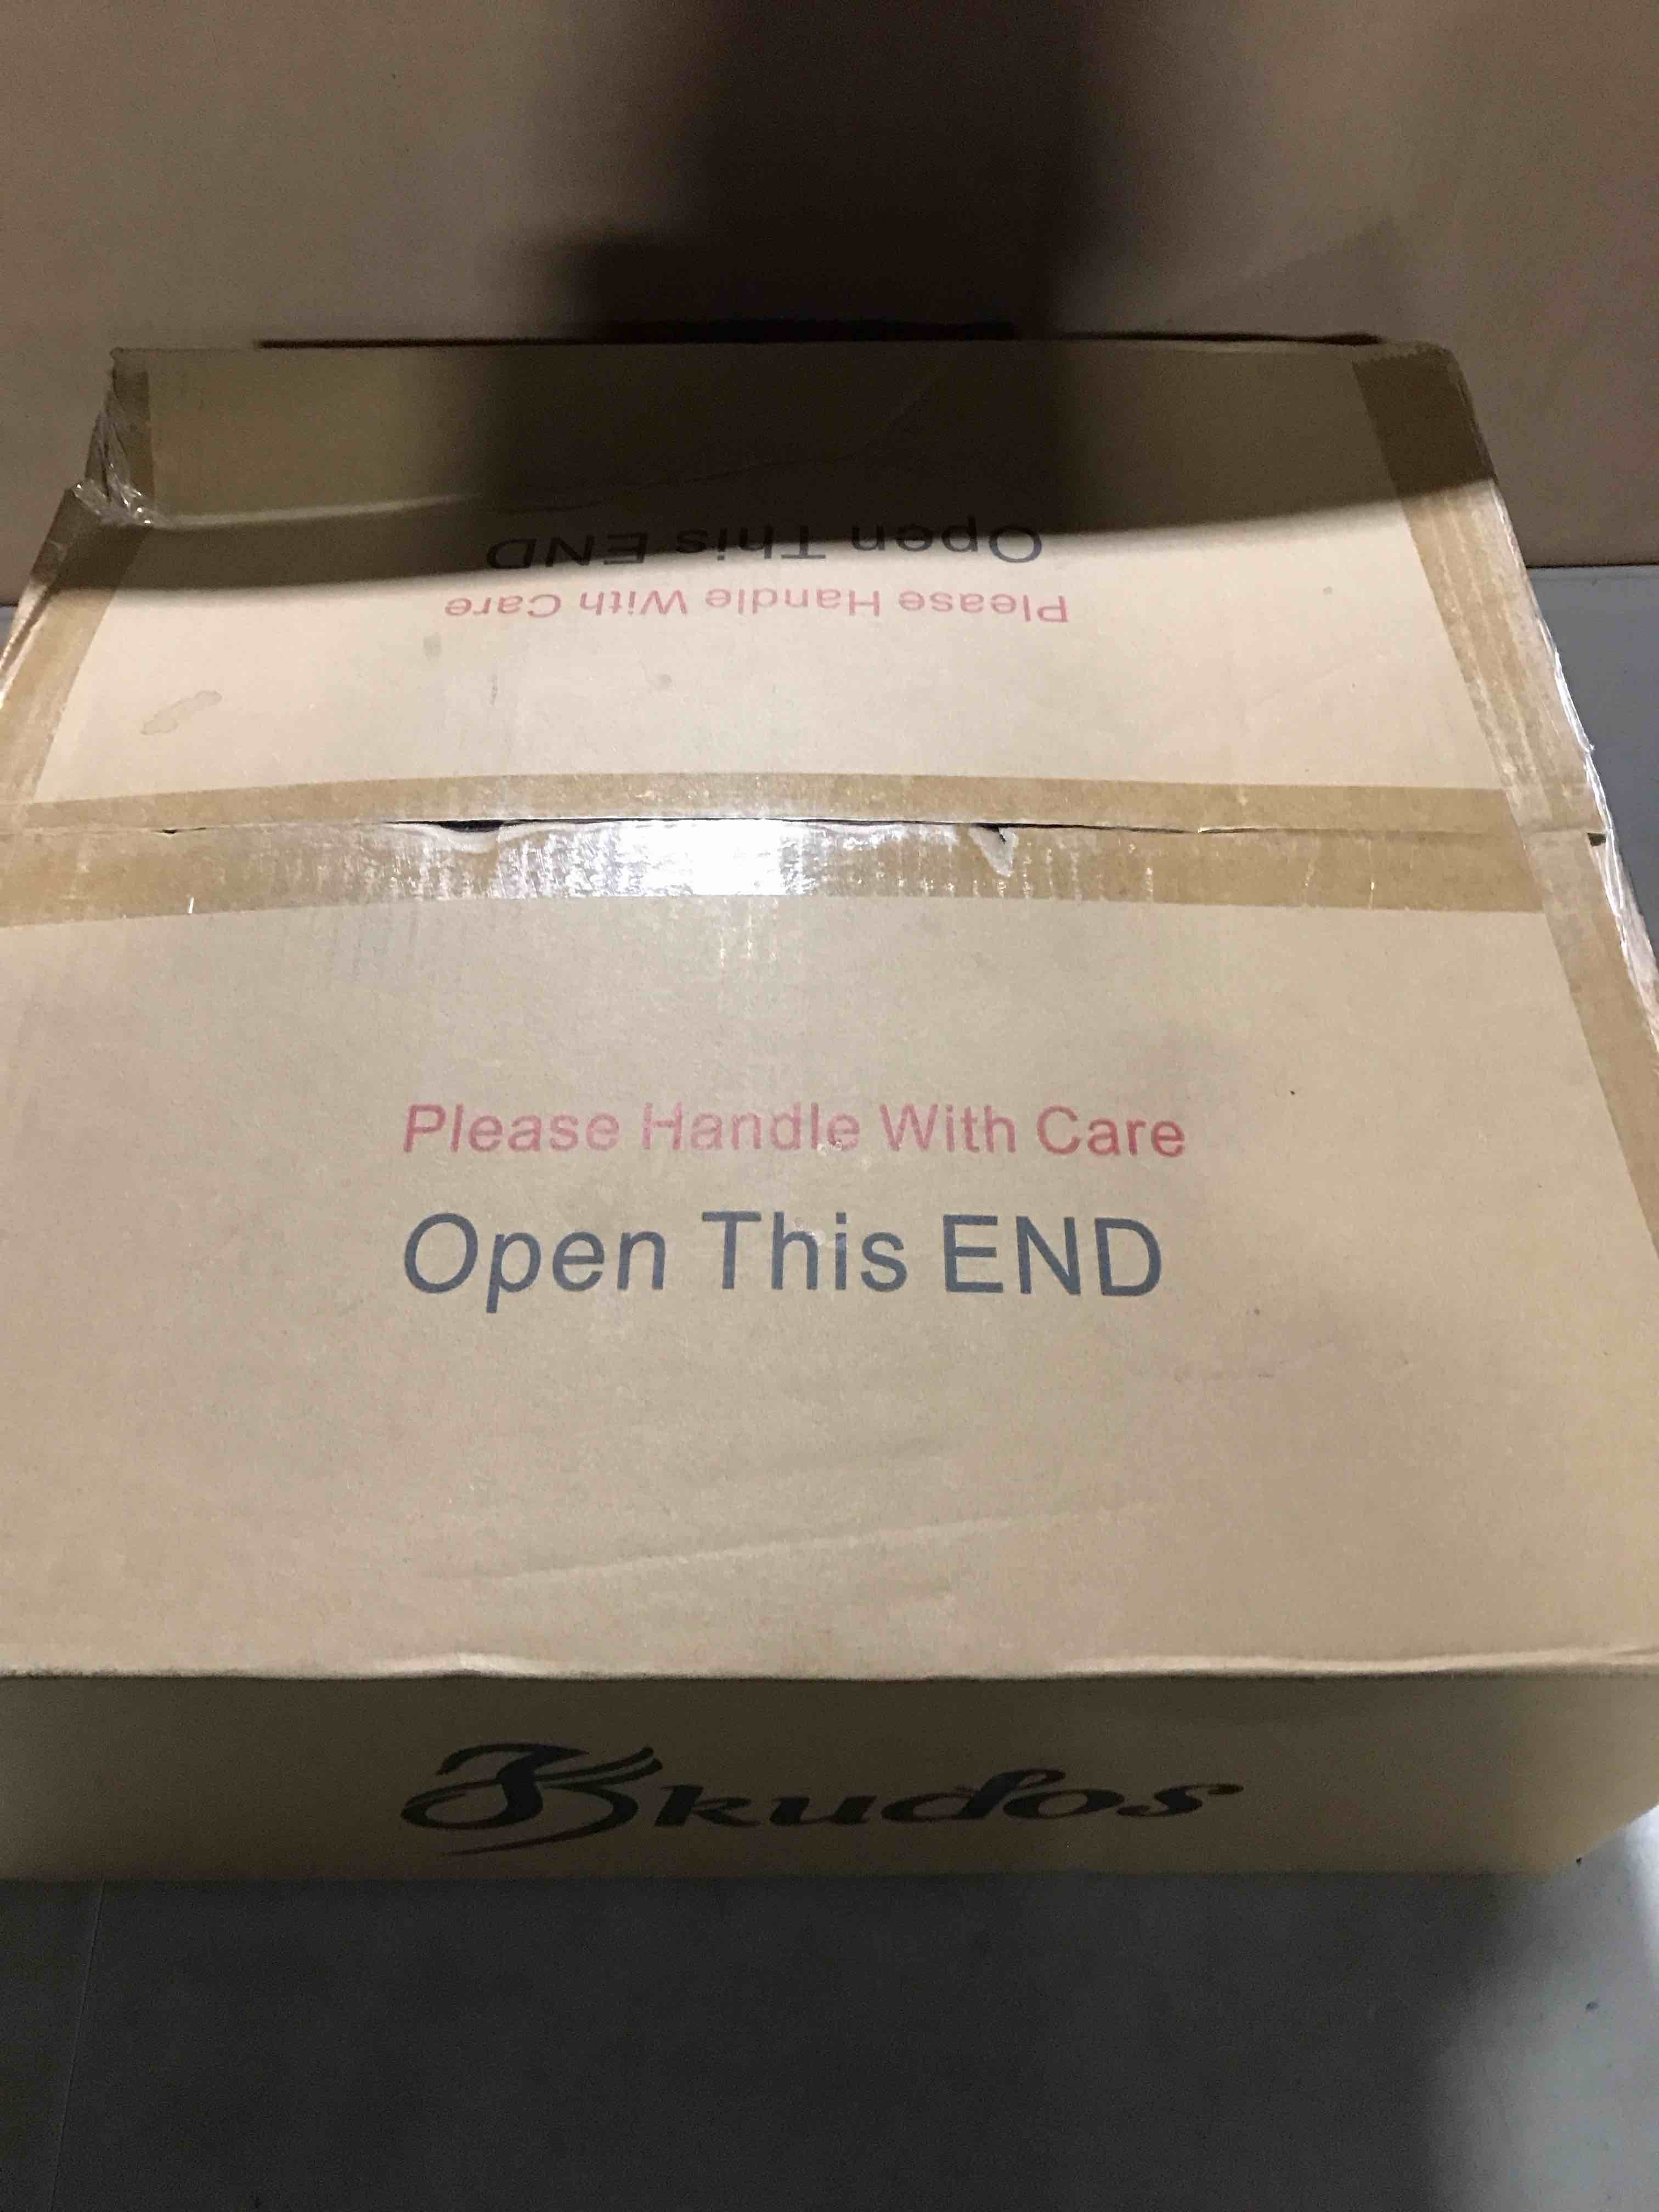 Open This END
Please Handle With Care
Please Handle With Care
Open This END
kudos